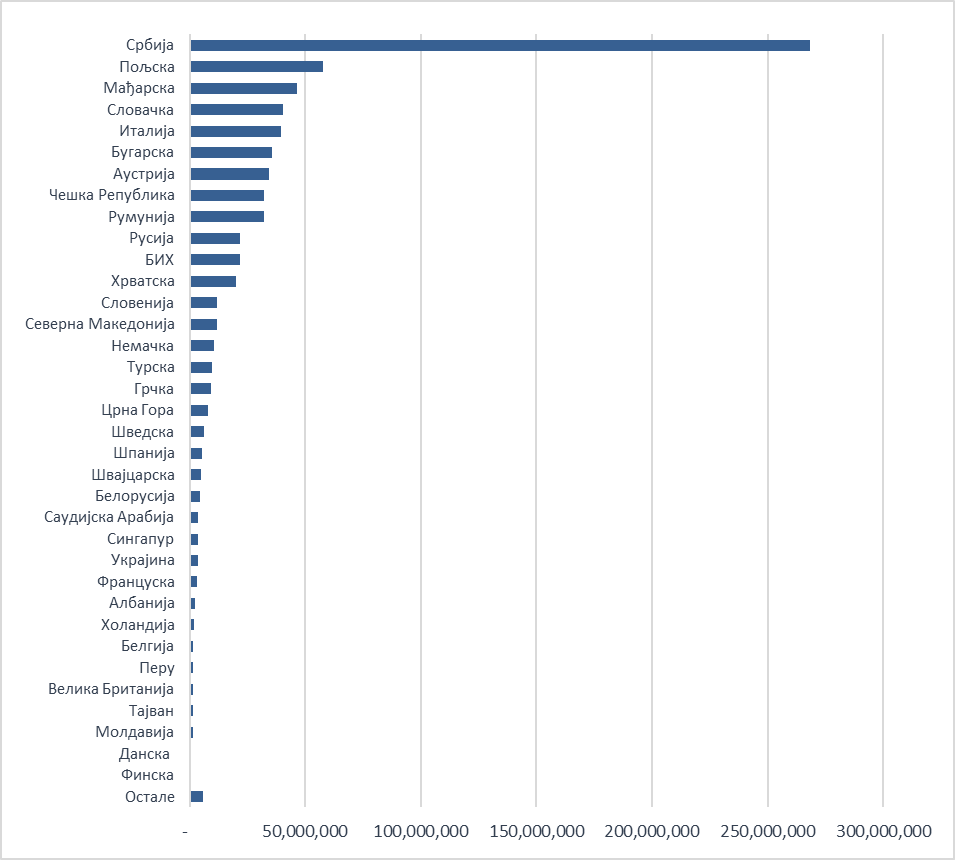 Србија
Пољска
Мађарска
Словачка
Италија
Бугарска
Аустрија
Чешка Република
Румунија
Русија
БИХ
Хрватска
Словенија
Северна Македонија
Немачка
Турска
Грчка
Црна Гора
Шведска
Шпанија
Швајцарска
Белорусија
Саудијска Арабија
Сингапур
Украјина
Француска
Албанија
Холандија
Белгија
Перу
Велика Британија
Тајван
Молдавија
Данска
Финска
Остале
- 50,000,000 100,000,000 150,000,000 200,000,000 250,000,000 300,000,000